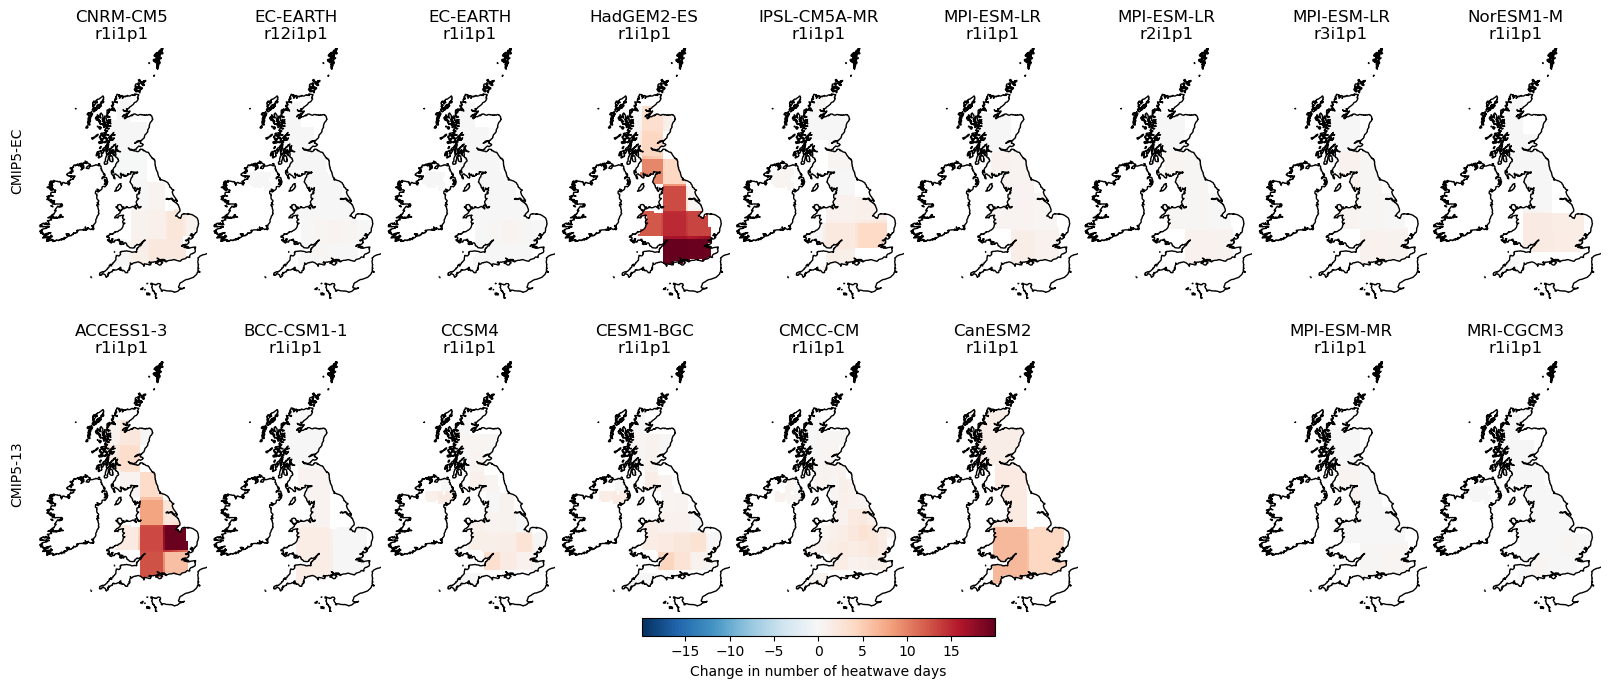 CNRM-CM5
r1i1p1
EC-EARTH
r12i1p1
EC-EARTH
r1i1p1
HadGEM2-ES
r1i1p1
IPSL-CM5A-MR
r1i1p1
MPI-ESM-LR
r1i1p1
MPI-ESM-LR
r2i1p1
MPI-ESM-LR
r3i1p1
NorESM1-M
r1i1p1
CMIP5-EC
ACCESS1-3
r1i1p1
BCC-CSM1-1
r1i1p1
CCSM4
r1i1p1
CESM1-BGC
r1i1p1
CMCC-CM
r1i1p1
CanESM2
r1i1p1
MPI-ESM-MR
r1i1p1
MRI-CGCM3
r1i1p1
CMIP5-13
−15 −10 −5 0 5 10 15
Change in number of heatwave days